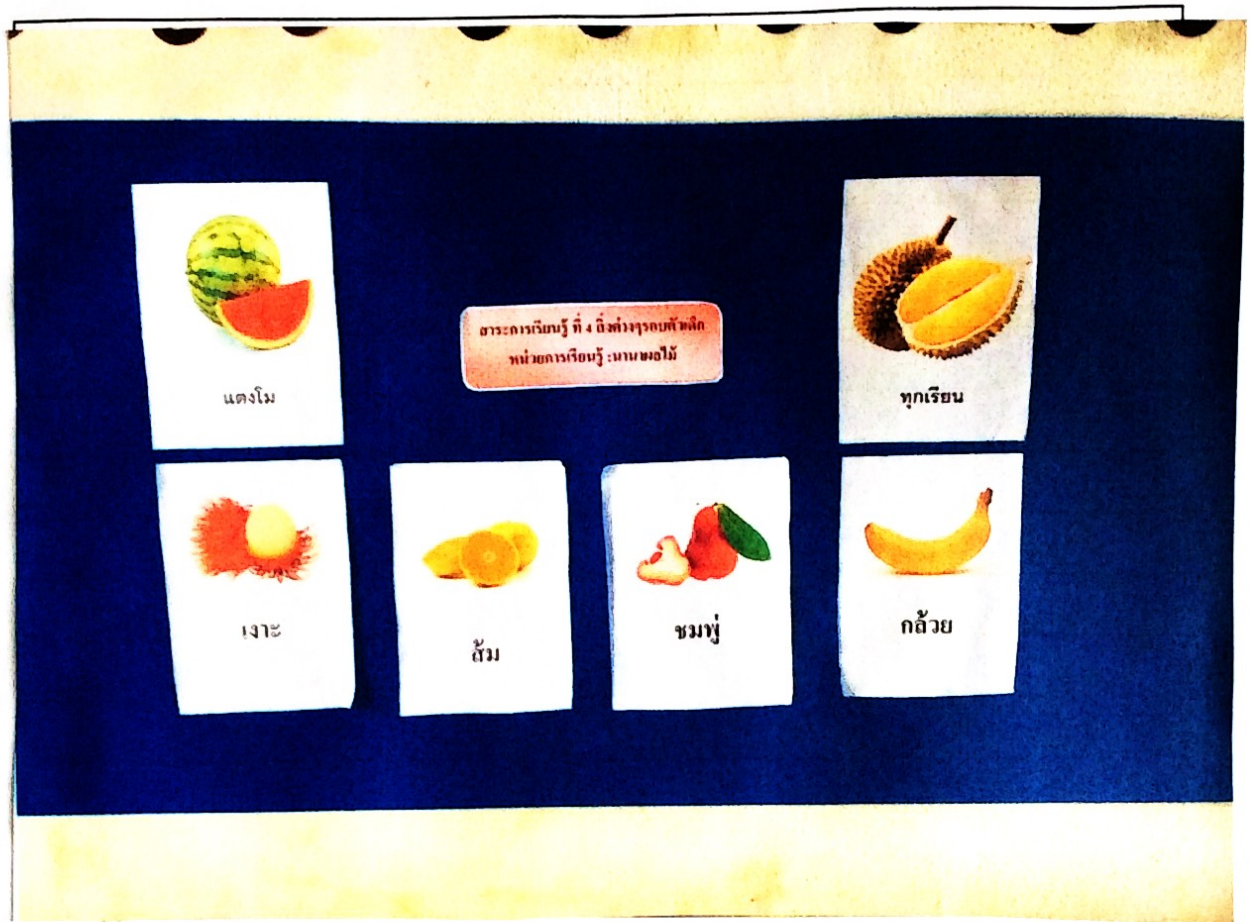 แตงโม
สาระการเรียนรู้ ที่ 4 สิ่งต่างๆรอบตัวเด็ก
หน่วยการเรียนรู้ :นานาผลไม้
ทุกเรียน
เงาะ
ส้ม
ชมพู่
กล้วย